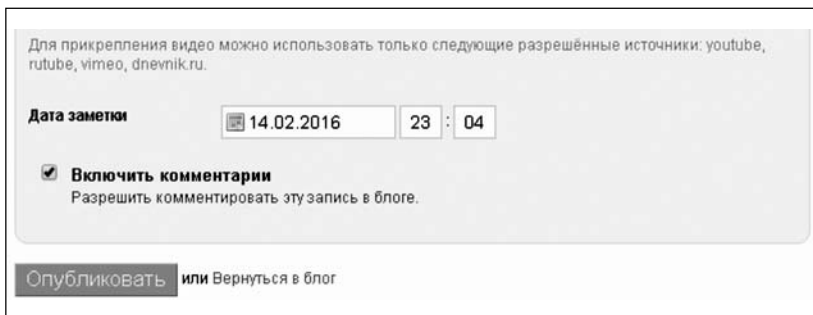 Для прикрепления видео можно использовать только следующие разрешённые источники: youtube,
rutube, vimeo, dnevnik.ru.
Дата заметки 14.02.2016 23 : 04
Включить комментарии
Разрешить комментировать эту запись в блоге.
Опубликовать или Вернуться в блог